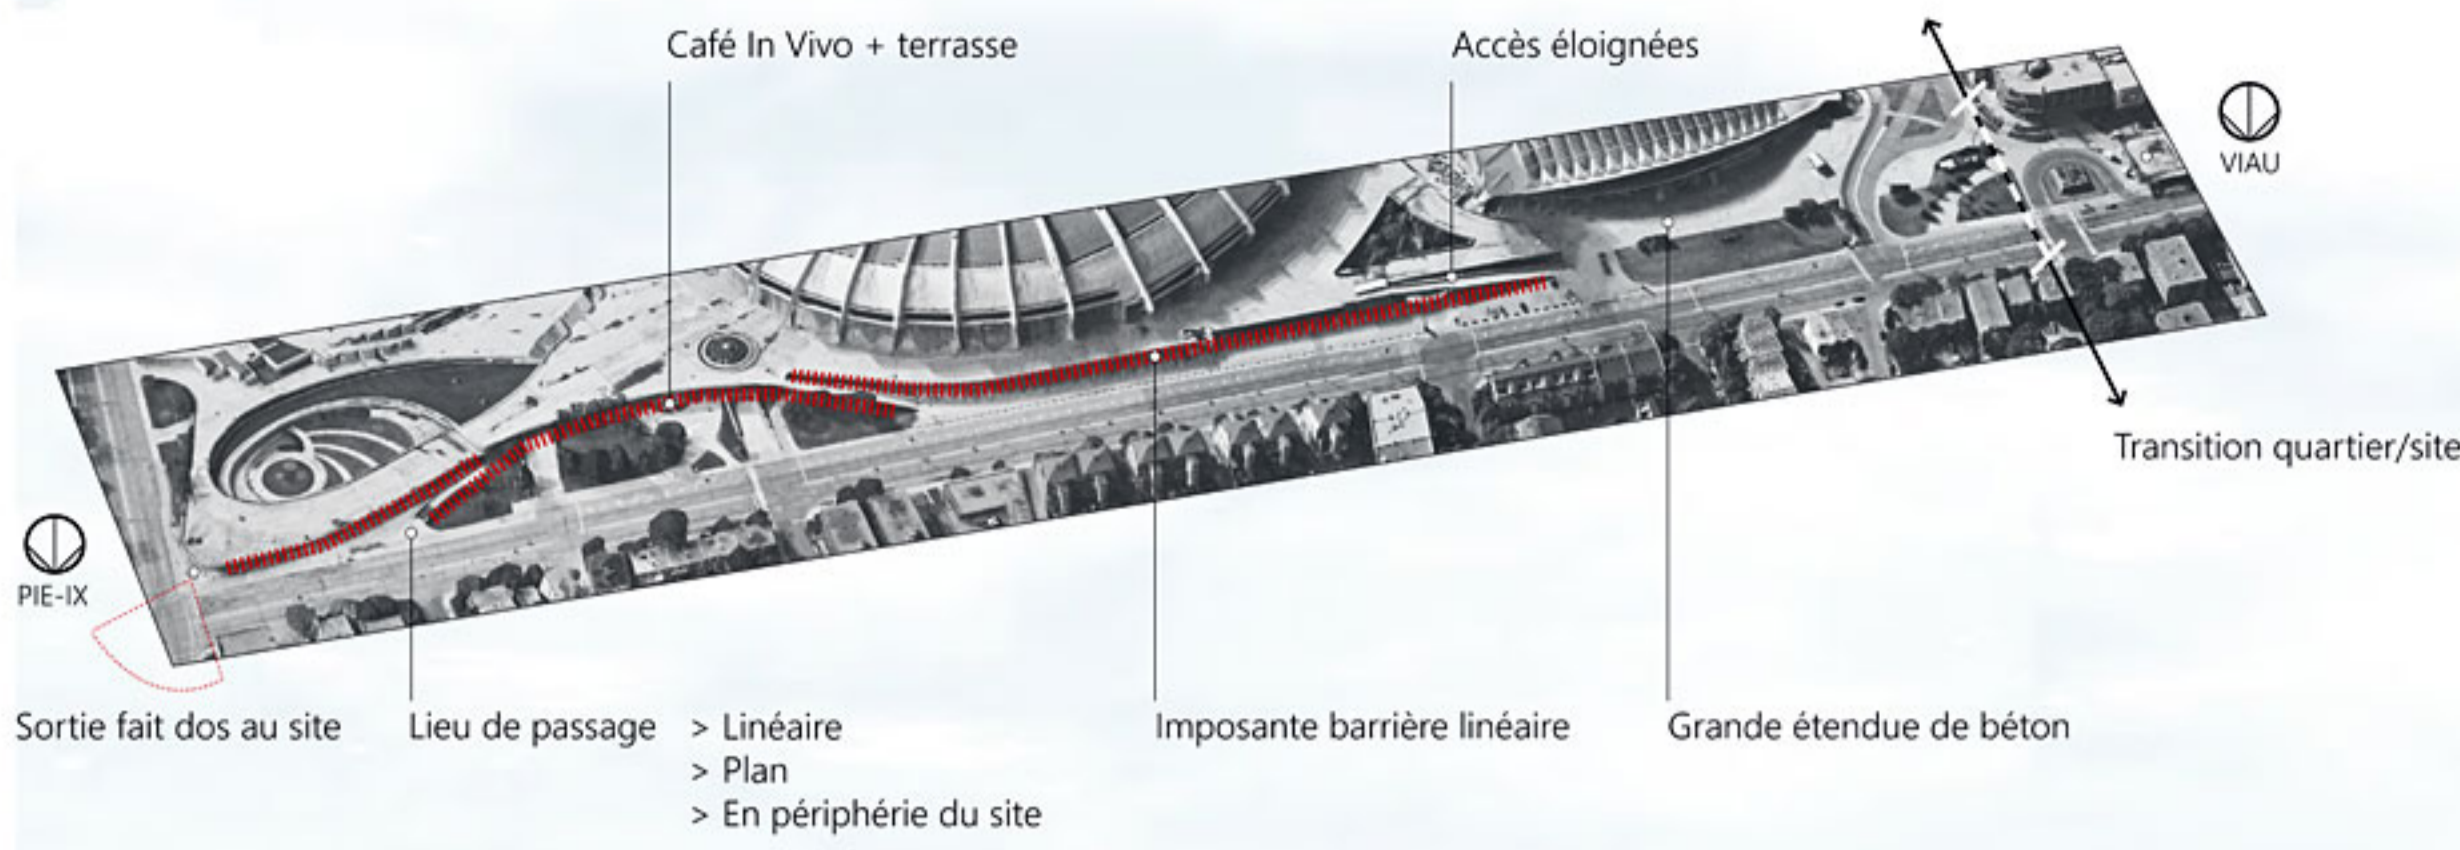 Café In Vivo + terrasse
Accès éloignées
VIAU
Transition quartier/site
PIE-IX
Sortie fait dos au site
Lieu de passage
> Linéaire
> Plan
> En périphérie du site
Imposante barrière linéaire
Grande étendue de béton